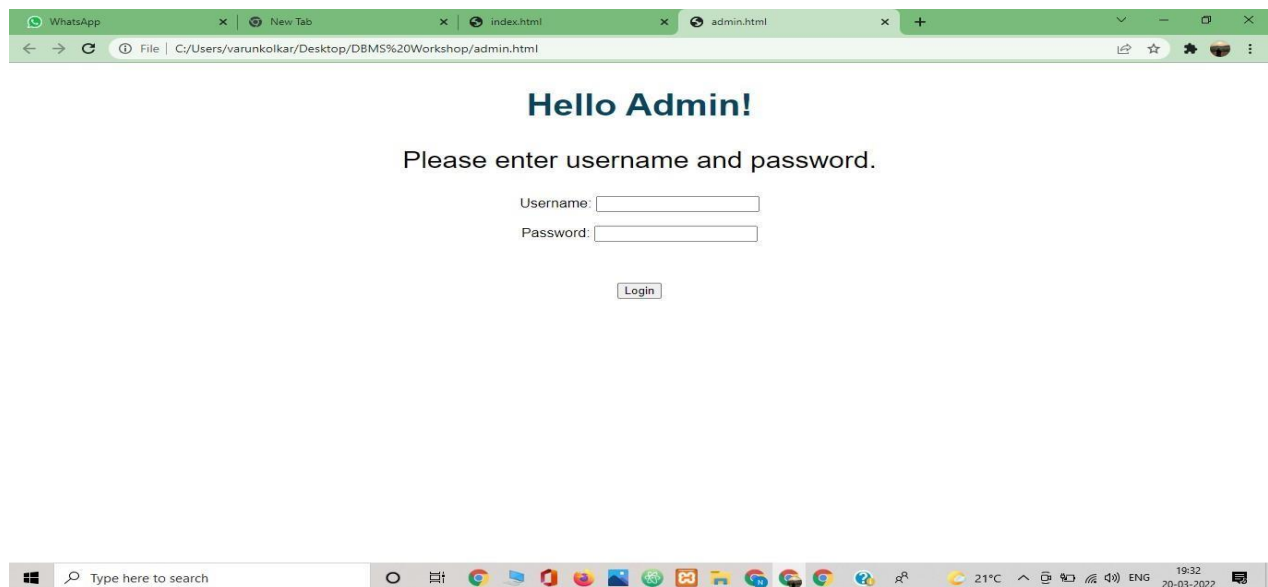 WhatsApp New Tab index.html admin.html
File C:/Users/varunkolkar/Desktop/DBMS%20Workshop/admin.html
Hello Admin!
Please enter username and password.
Username:
Password:
Login
Type here to search 21°C ENG 19:32
20-03-2022